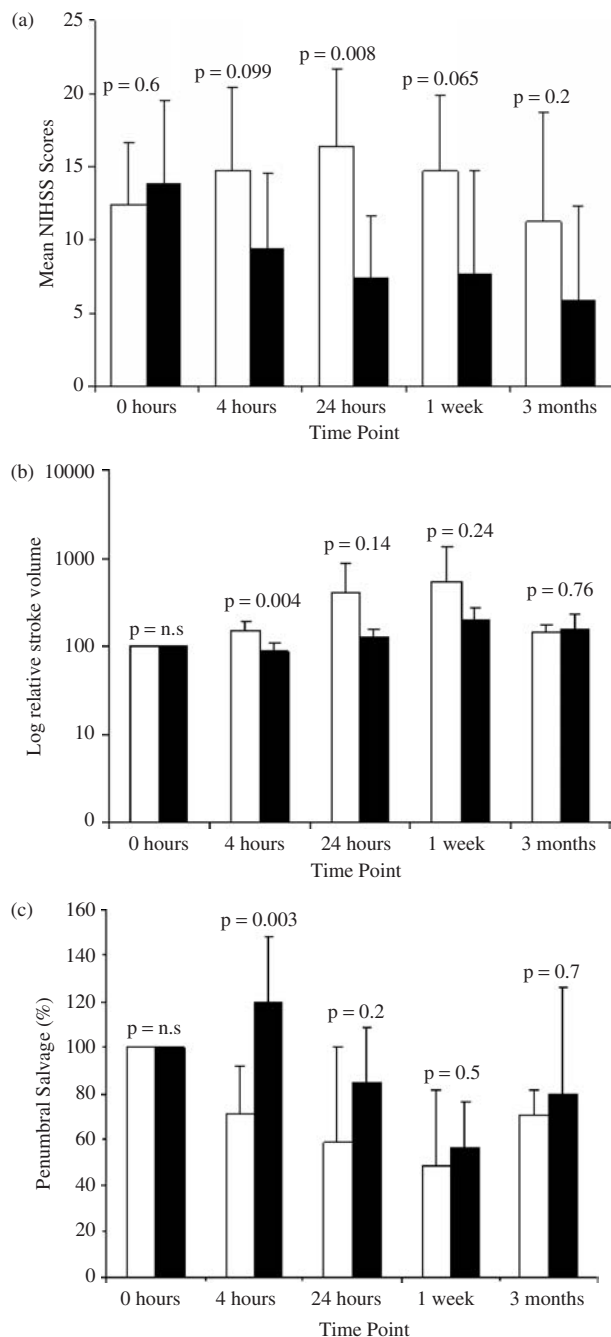 (a)
25
20
15
10
5
0
Mean NIHSS Scores
p = 0.6
p = 0.099
p = 0.008
p = 0.065
p = 0.2
0 hours 4 hours 24 hours 1 week 3 months
Time Point
(b)
10000
1000
100
10
0
Log relative stroke volume
p = n.s
p = 0.004
p = 0.14
p = 0.24
p = 0.76
0 hours 4 hours 24 hours 1 week 3 months
Time Point
(c)
160
140
120
100
80
60
40
20
0
Penumbral Salvage (%)
p = n.s
p = 0.003
p = 0.2
p = 0.5
p = 0.7
0 hours 4 hours 24 hours 1 week 3 months
Time Point